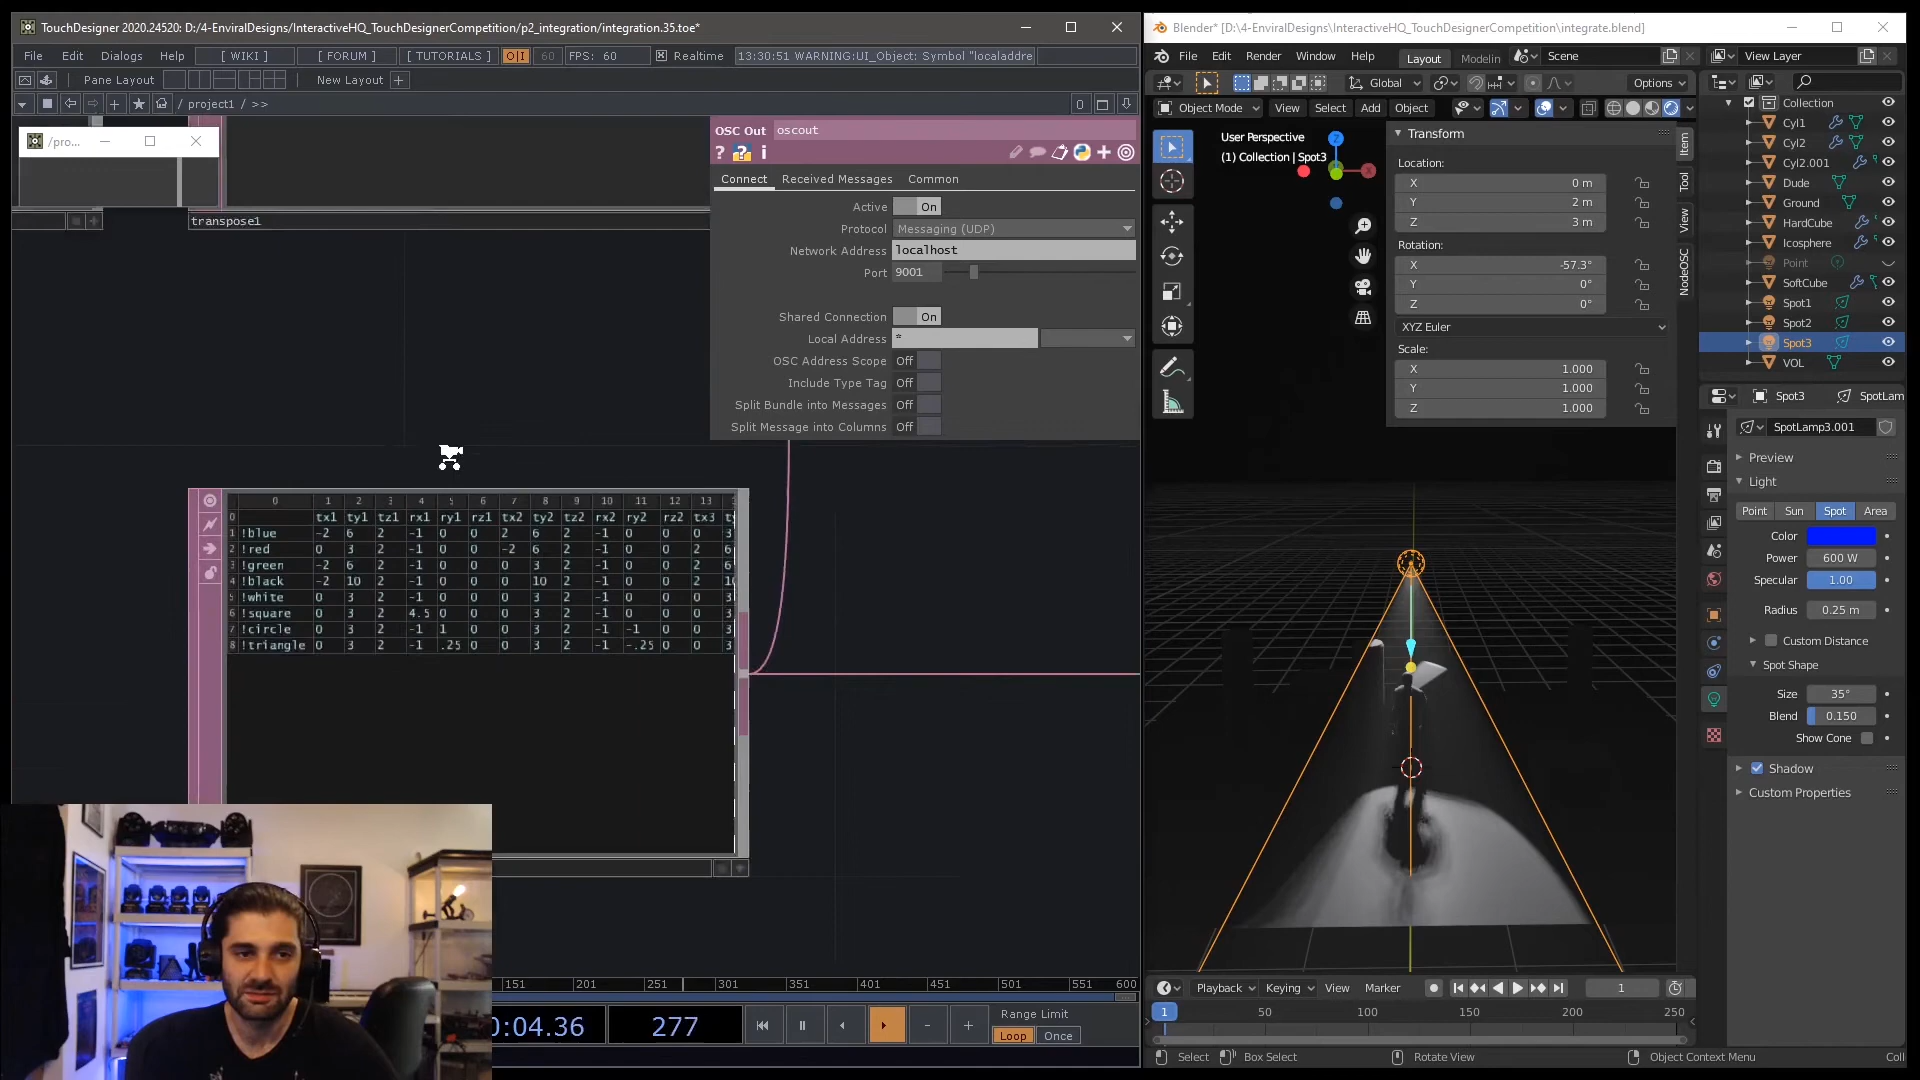 TouchDesigner 2020.24520: D:/4-EnviralDesigns/InteractiveHQ_TouchDesignerCompetition/p2_integration/integration.35.toe*
File Edit Dialogs Help [ WIKI ] [ FORUM ] [ TUTORIALS ] O|I 60 FPS: 60 Realtime 13:30:51 WARNING:UI_Object: Symbol "localaddre
Pane Layout New Layout +
/ project1 / >> 0
/pro...
transpose1
OSC Out oscout
Connect Received Messages Common
Active On
Protocol Messaging (UDP)
Network Address localhost
Port 9001
Shared Connection On
Local Address *
OSC Address Scope Off
Include Type Tag Off
Split Bundle into Messages Off
Split Message into Columns Off
0 1 2 3 4 5 6 7 8 9 10 11 12 13 1
0 tx1 ty1 tz1 rx1 ry1 rz1 tx2 ty2 tz2 rx2 ry2 rz2 tx3 ty
1 !blue -2 6 2 -1 0 0 2 6 2 -1 0 0 0 3
2 !red 0 3 2 -1 0 0 -2 6 2 -1 0 0 2 6
3 !green -2 6 2 -1 0 0 0 3 2 -1 0 0 2 6
4 !black -2 10 2 -1 0 0 0 10 2 -1 0 0 2 10
5 !white 0 3 2 -1 0 0 0 3 2 -1 0 0 0 3
6 !square 0 3 2 4.5 0 0 0 3 2 -1 0 0 0 3
7 !circle 0 3 2 -1 1 0 0 3 2 -1 -1 0 0 3
8 !triangle 0 3 2 -1 .25 0 0 3 2 -1 -.25 0 0 3
151 201 251 301 351 401 451 501 551 600
0:04.36 277
Range Limit
Loop Once
Blender* [D:\4-EnviralDesigns\InteractiveHQ_TouchDesignerCompetition\integrate.blend]
File Edit Render Window Help Layout Modelin Scene View Layer
Global Options
Object Mode View Select Add Object
User Perspective
(1) Collection | Spot3
Z
Transform
Location:
X 0 m
Y 2 m
Z 3 m
Rotation:
X -57.3°
Y 0°
Z 0°
XYZ Euler
Scale:
X 1.000
Y 1.000
Z 1.000
Item
Tool
View
NodeOSC
Collection
Cyl1
Cyl2
Cyl2.001
Dude
Ground
HardCube
Icosphere
Point
SoftCube
Spot1
Spot2
Spot3
VOL
Spot3 SpotLam
SpotLamp3.001
Preview
Light
Point Sun Spot Area
Color
Power 600 W
Specular 1.00
Radius 0.25 m
Custom Distance
Spot Shape
Size 35°
Blend 0.150
Show Cone
Shadow
Custom Properties
Playback Keying View Marker 1
1 50 100 150 200 250
Select Box Select Rotate View Object Context Menu Coll